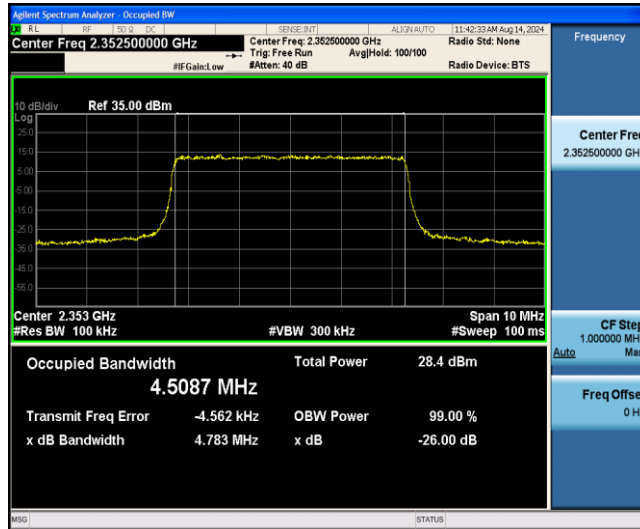 Agilent Spectrum Analyzer - Occupied BW
RL RF 50 Ω DC SENSE:INT ALIGN AUTO 11:42:33 AM Aug 14, 2024
Center Freq 2.352500000 GHz
Center Freq: 2.352500000 GHz
Radio Std: None
Trig: Free Run Avg|Hold: 100/100
#IFGain:Low #Atten: 40 dB Radio Device: BTS
10 dB/div Ref 35.00 dBm
Log
25.0
15.0
5.00
-5.00
-15.0
-25.0
-35.0
-45.0
-55.0
Center 2.353 GHz Span 10 MHz
#Res BW 100 kHz #VBW 300 kHz #Sweep 100 ms
Occupied Bandwidth Total Power 28.4 dBm
4.5087 MHz
Transmit Freq Error -4.562 kHz OBW Power 99.00 %
x dB Bandwidth 4.783 MHz x dB -26.00 dB
MSG STATUS
Frequency
Center Fre
2.352500000 GH
CF Step
1.000000 MH
Auto Ma
Freq Offse
0 H